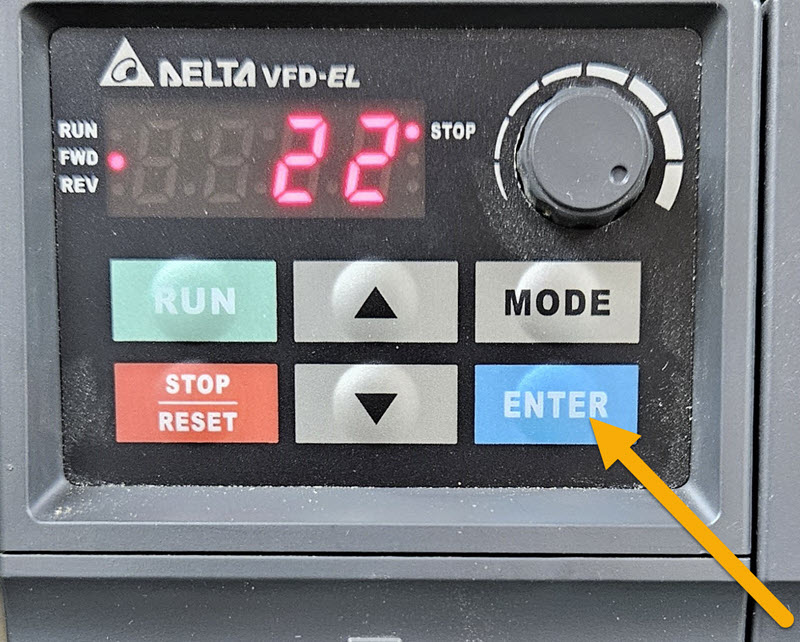 DELTA VFD-EL
RUN
FWD
REV
22
STOP
RUN
MODE
STOP
RESET
ENTER